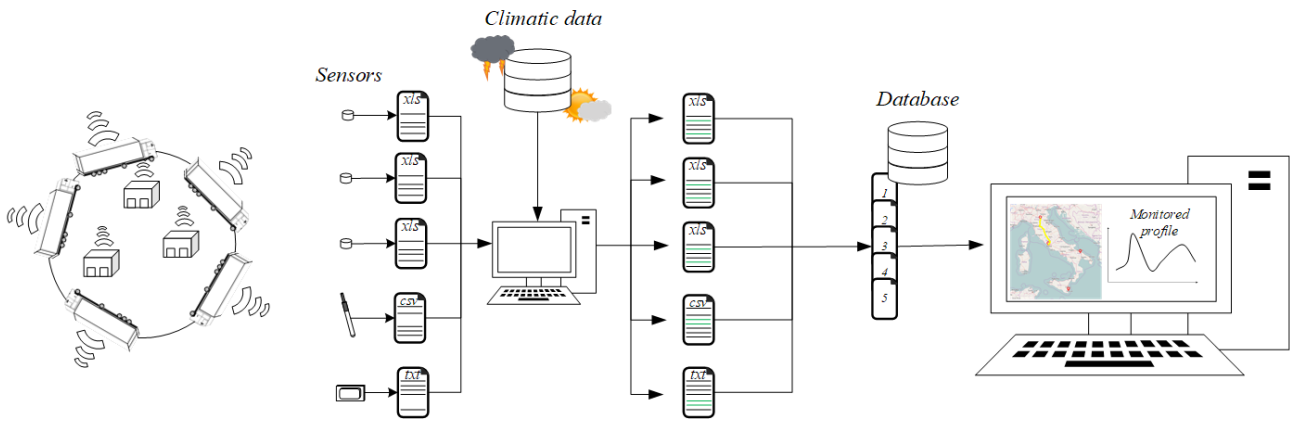 Climatic data
Sensors
xls
xls
xls
csv
txt
xls
xls
xls
csv
txt
Database
1
2
3
4
5
Monitored
profile